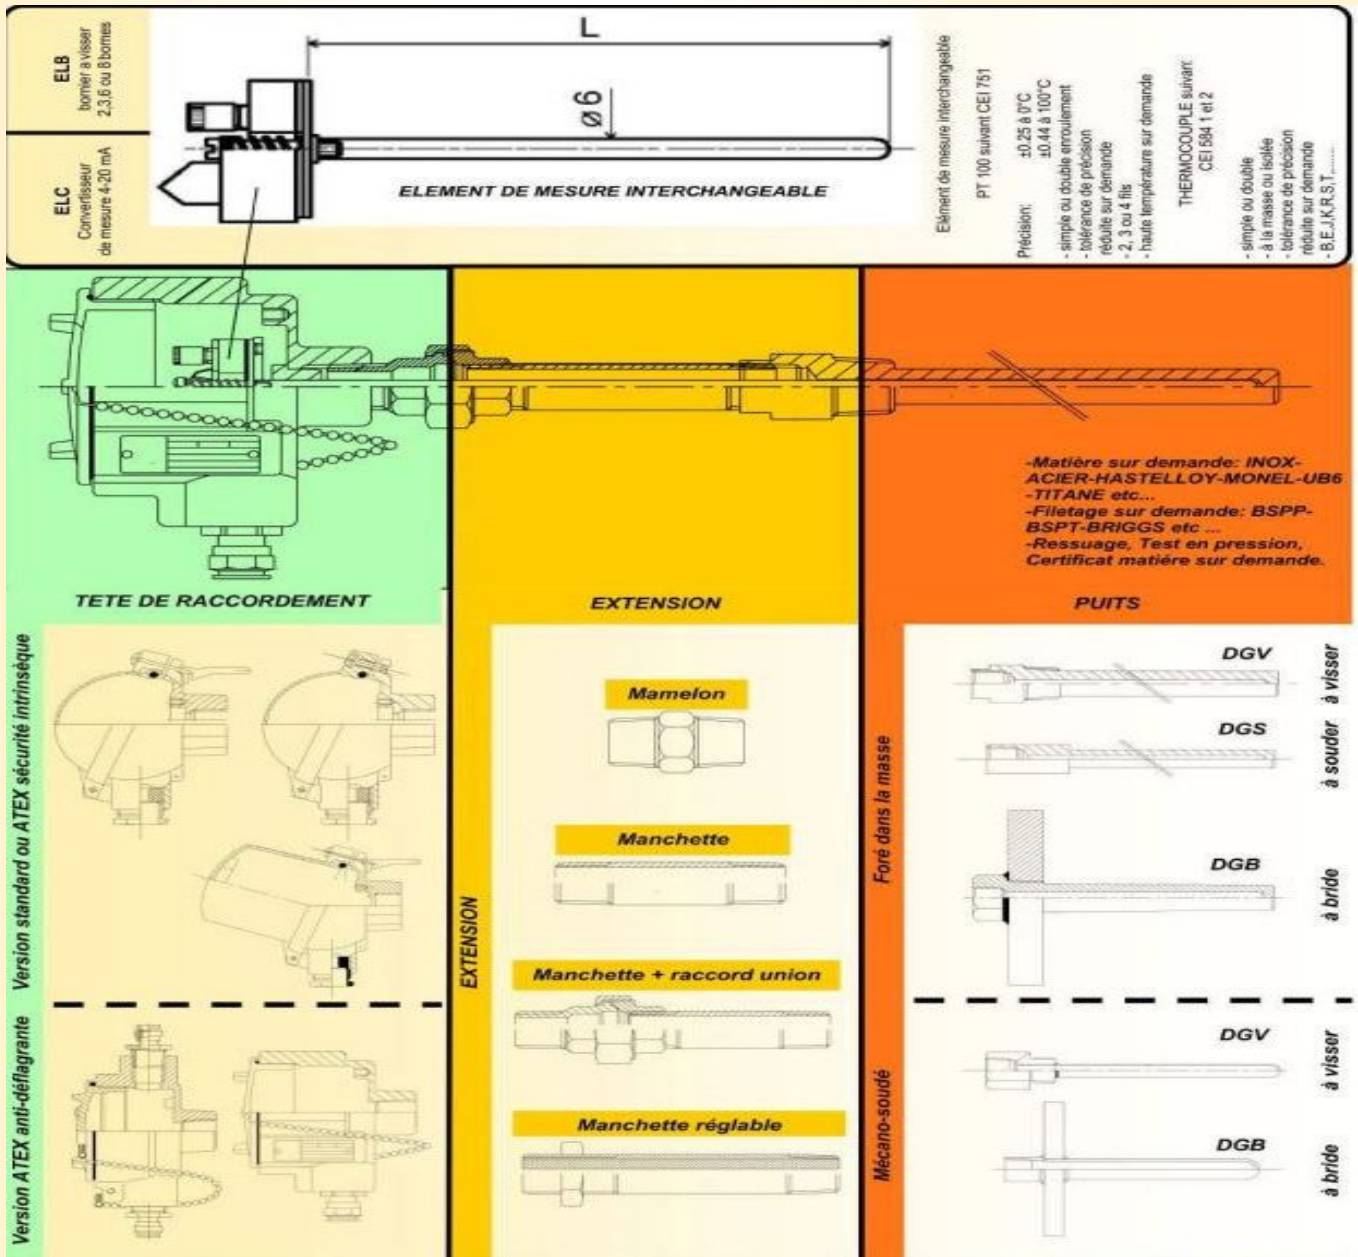 ELB
bornier a visser
2,3,6 ou 8 bornes
ELC
Convertisseur
de mesure 4-20 mA
L
ø6
ELEMENT DE MESURE INTERCHANGEABLE
Elément de mesure interchangeable
PT 100 suivant CEI 751
Précision: ±0.25 à 0°C
±0.44 à 100°C
- simple ou double enroulement
- tolérance de précision
réduite sur demande
- 2, 3 ou 4 fils
- haute température sur demande
THERMOCOUPLE suivant:
CEI 584 1 et 2
- simple ou double
- à la masse ou isolée
- tolérance de précision
réduite sur demande
- B,E,J,K,R,S,T,........
-Matière sur demande: INOX-
ACIER-HASTELLOY-MONEL-UB6
-TITANE etc...
-Filetage sur demande: BSPP-
BSPT-BRIGGS etc ...
-Ressuage, Test en pression,
Certificat matiére sur demande.
TETE DE RACCORDEMENT
EXTENSION
PUITS
Version standard ou ATEX sécurité intrinsèque
Version ATEX anti-déflagrante
EXTENSION
Mamelon
Manchette
Manchette + raccord union
Manchette réglable
Foré dans la masse
DGV
à visser
DGS
à souder
DGB
à bride
Mécano-soudé
DGV
à visser
DGB
à bride